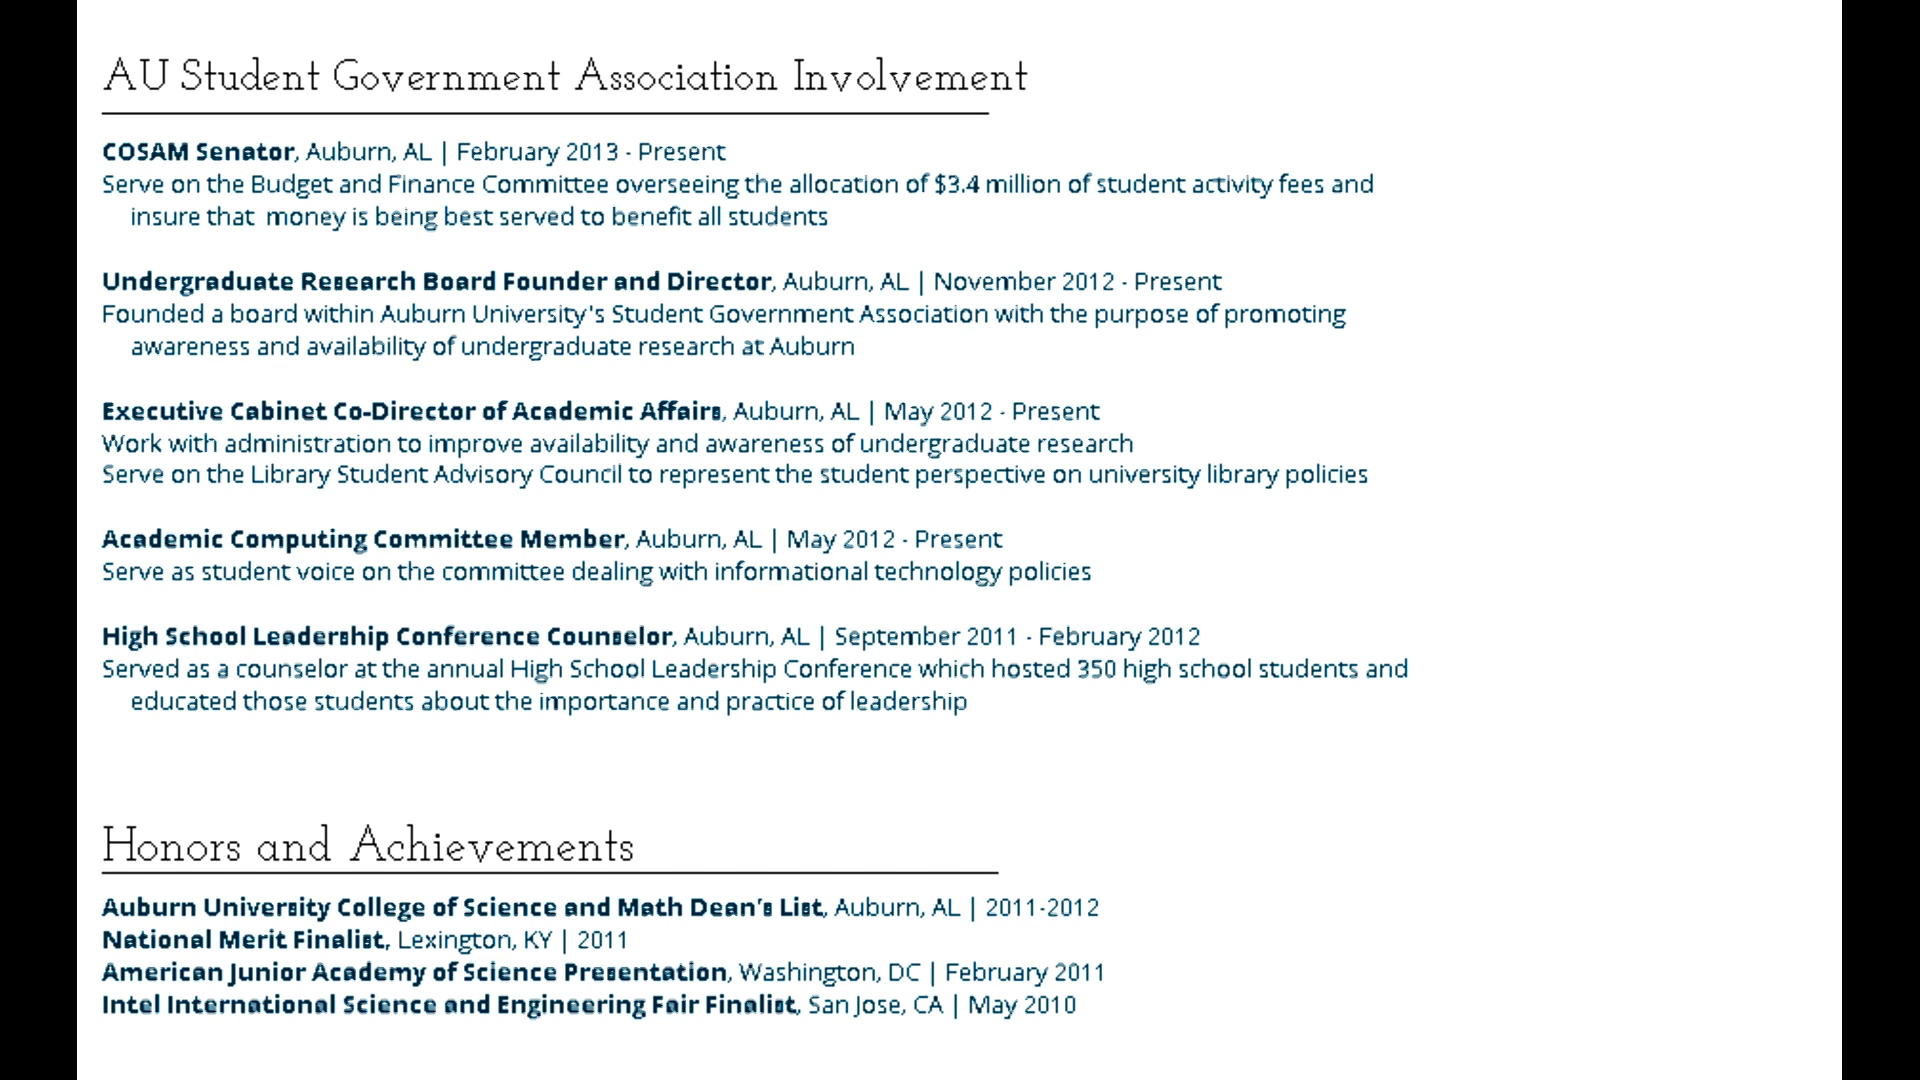 AU Student Government Association Involvement
COSAM Senator, Auburn, AL | February 2013 - Present
Serve on the Budget and Finance Committee overseeing the allocation of $3.4 million of student activity fees and
insure that money is being best served to benefit all students
Undergraduate Research Board Founder and Director, Auburn, AL | November 2012 - Present
Founded a board within Auburn University's Student Government Association with the purpose of promoting
awareness and availability of undergraduate research at Auburn
Executive Cabinet Co-Director of Academic Affairs, Auburn, AL | May 2012 - Present
Work with administration to improve availability and awareness of undergraduate research
Serve on the Library Student Advisory Council to represent the student perspective on university library policies
Academic Computing Committee Member, Auburn, AL | May 2012 - Present
Serve as student voice on the committee dealing with informational technology policies
High School Leadership Conference Counselor, Auburn, AL | September 2011 - February 2012
Served as a counselor at the annual High School Leadership Conference which hosted 350 high school students and
educated those students about the importance and practice of leadership
Honors and Achievements
Auburn University College of Science and Math Dean's List, Auburn, AL | 2011-2012
National Merit Finalist, Lexington, KY | 2011
American Junior Academy of Science Presentation, Washington, DC | February 2011
Intel International Science and Engineering Fair Finalist, San Jose, CA | May 2010